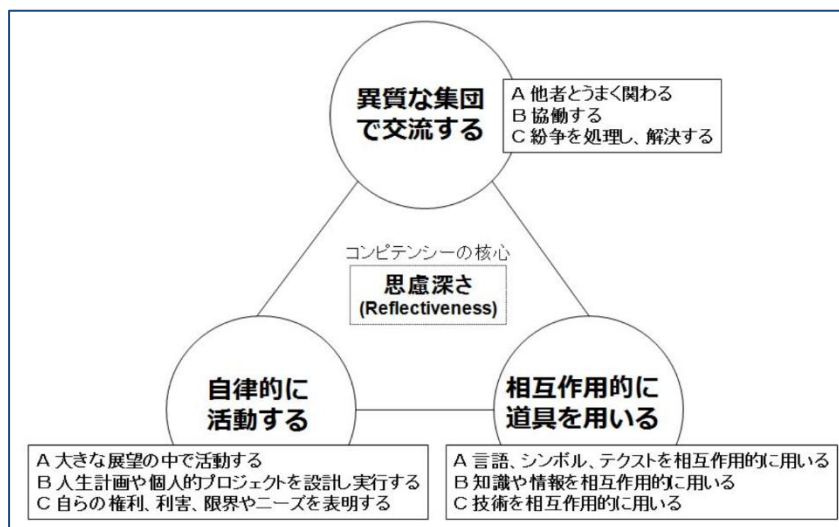 異質な集団
で交流する
A 他者とうまく関わる
B 協働する
C 紛争を処理し、解決する
コンピテンシーの核心
思慮深さ
(Reflectiveness)
自律的に
活動する
A 大きな展望の中で活動する
B 人生計画や個人的プロジェクトを設計し実行する
C 自らの権利、利害、限界やニーズを表明する
相互作用的に
道具を用いる
A 言語、シンボル、テクストを相互作用的に用いる
B 知識や情報を相互作用的に用いる
C 技術を相互作用的に用いる